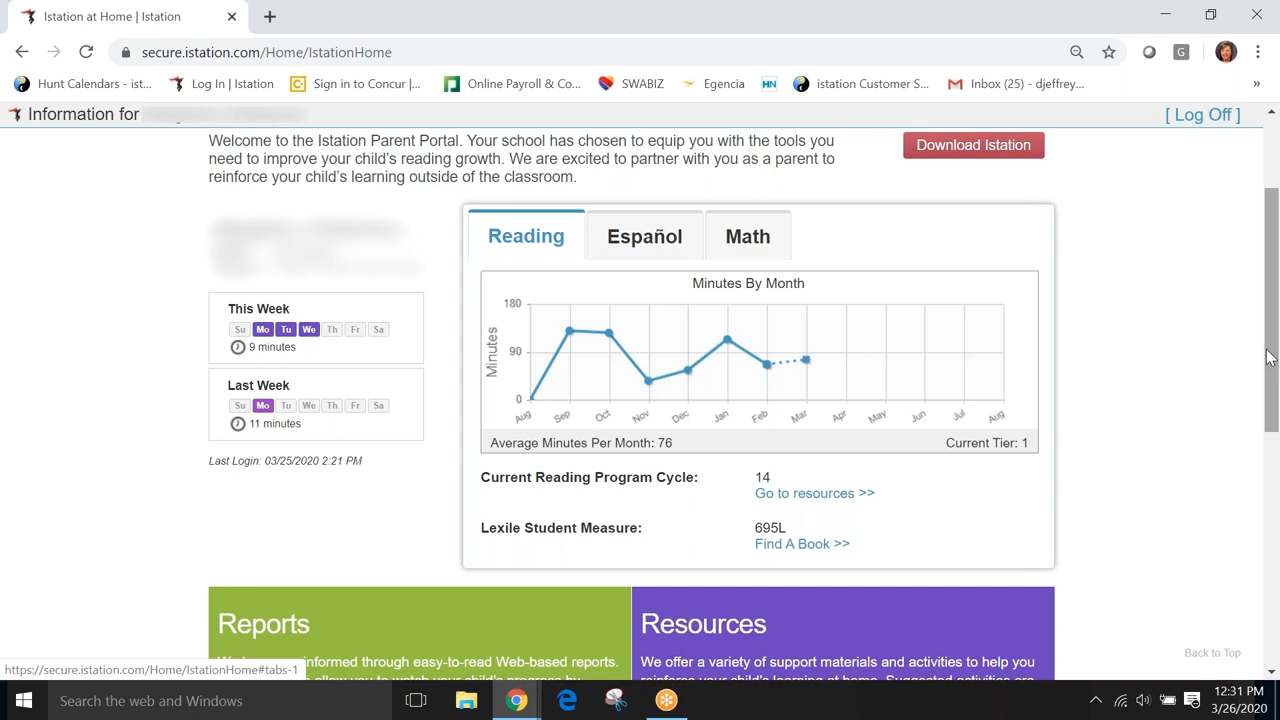 Istation at Home | Istation
secure.istation.com/Home/IstationHome
Hunt Calendars - ist... Log In | Istation Sign in to Concur |... Online Payroll & Co... SWABIZ Egencia HN istation Customer S... Inbox (25) - djeffrey... »
Information for [ Log Off ]
Welcome to the Istation Parent Portal. Your school has chosen to equip you with the tools you
need to improve your child's reading growth. We are excited to partner with you as a parent to
reinforce your child's learning outside of the classroom.
Download Istation
This Week
Su Mo Tu We Th Fr Sa
9 minutes
Last Week
Su Mo Tu We Th Fr Sa
11 minutes
Last Login: 03/25/2020 2:21 PM
Reading Español Math
Minutes By Month
Minutes
180
90
0
Aug Sep Oct Nov Dec Jan Feb Mar Apr May Jun Jul Aug
Average Minutes Per Month: 76 Current Tier: 1
Current Reading Program Cycle: 14
Go to resources >>
Lexile Student Measure: 695L
Find A Book >>
Reports
informed through easy-to-read Web-based reports.
Resources
We offer a variety of support materials and activities to help you
Back to Top
https://secure.istation.com/Home/IstationHome#tabs-1
Search the web and Windows
12:31 PM
3/26/2020